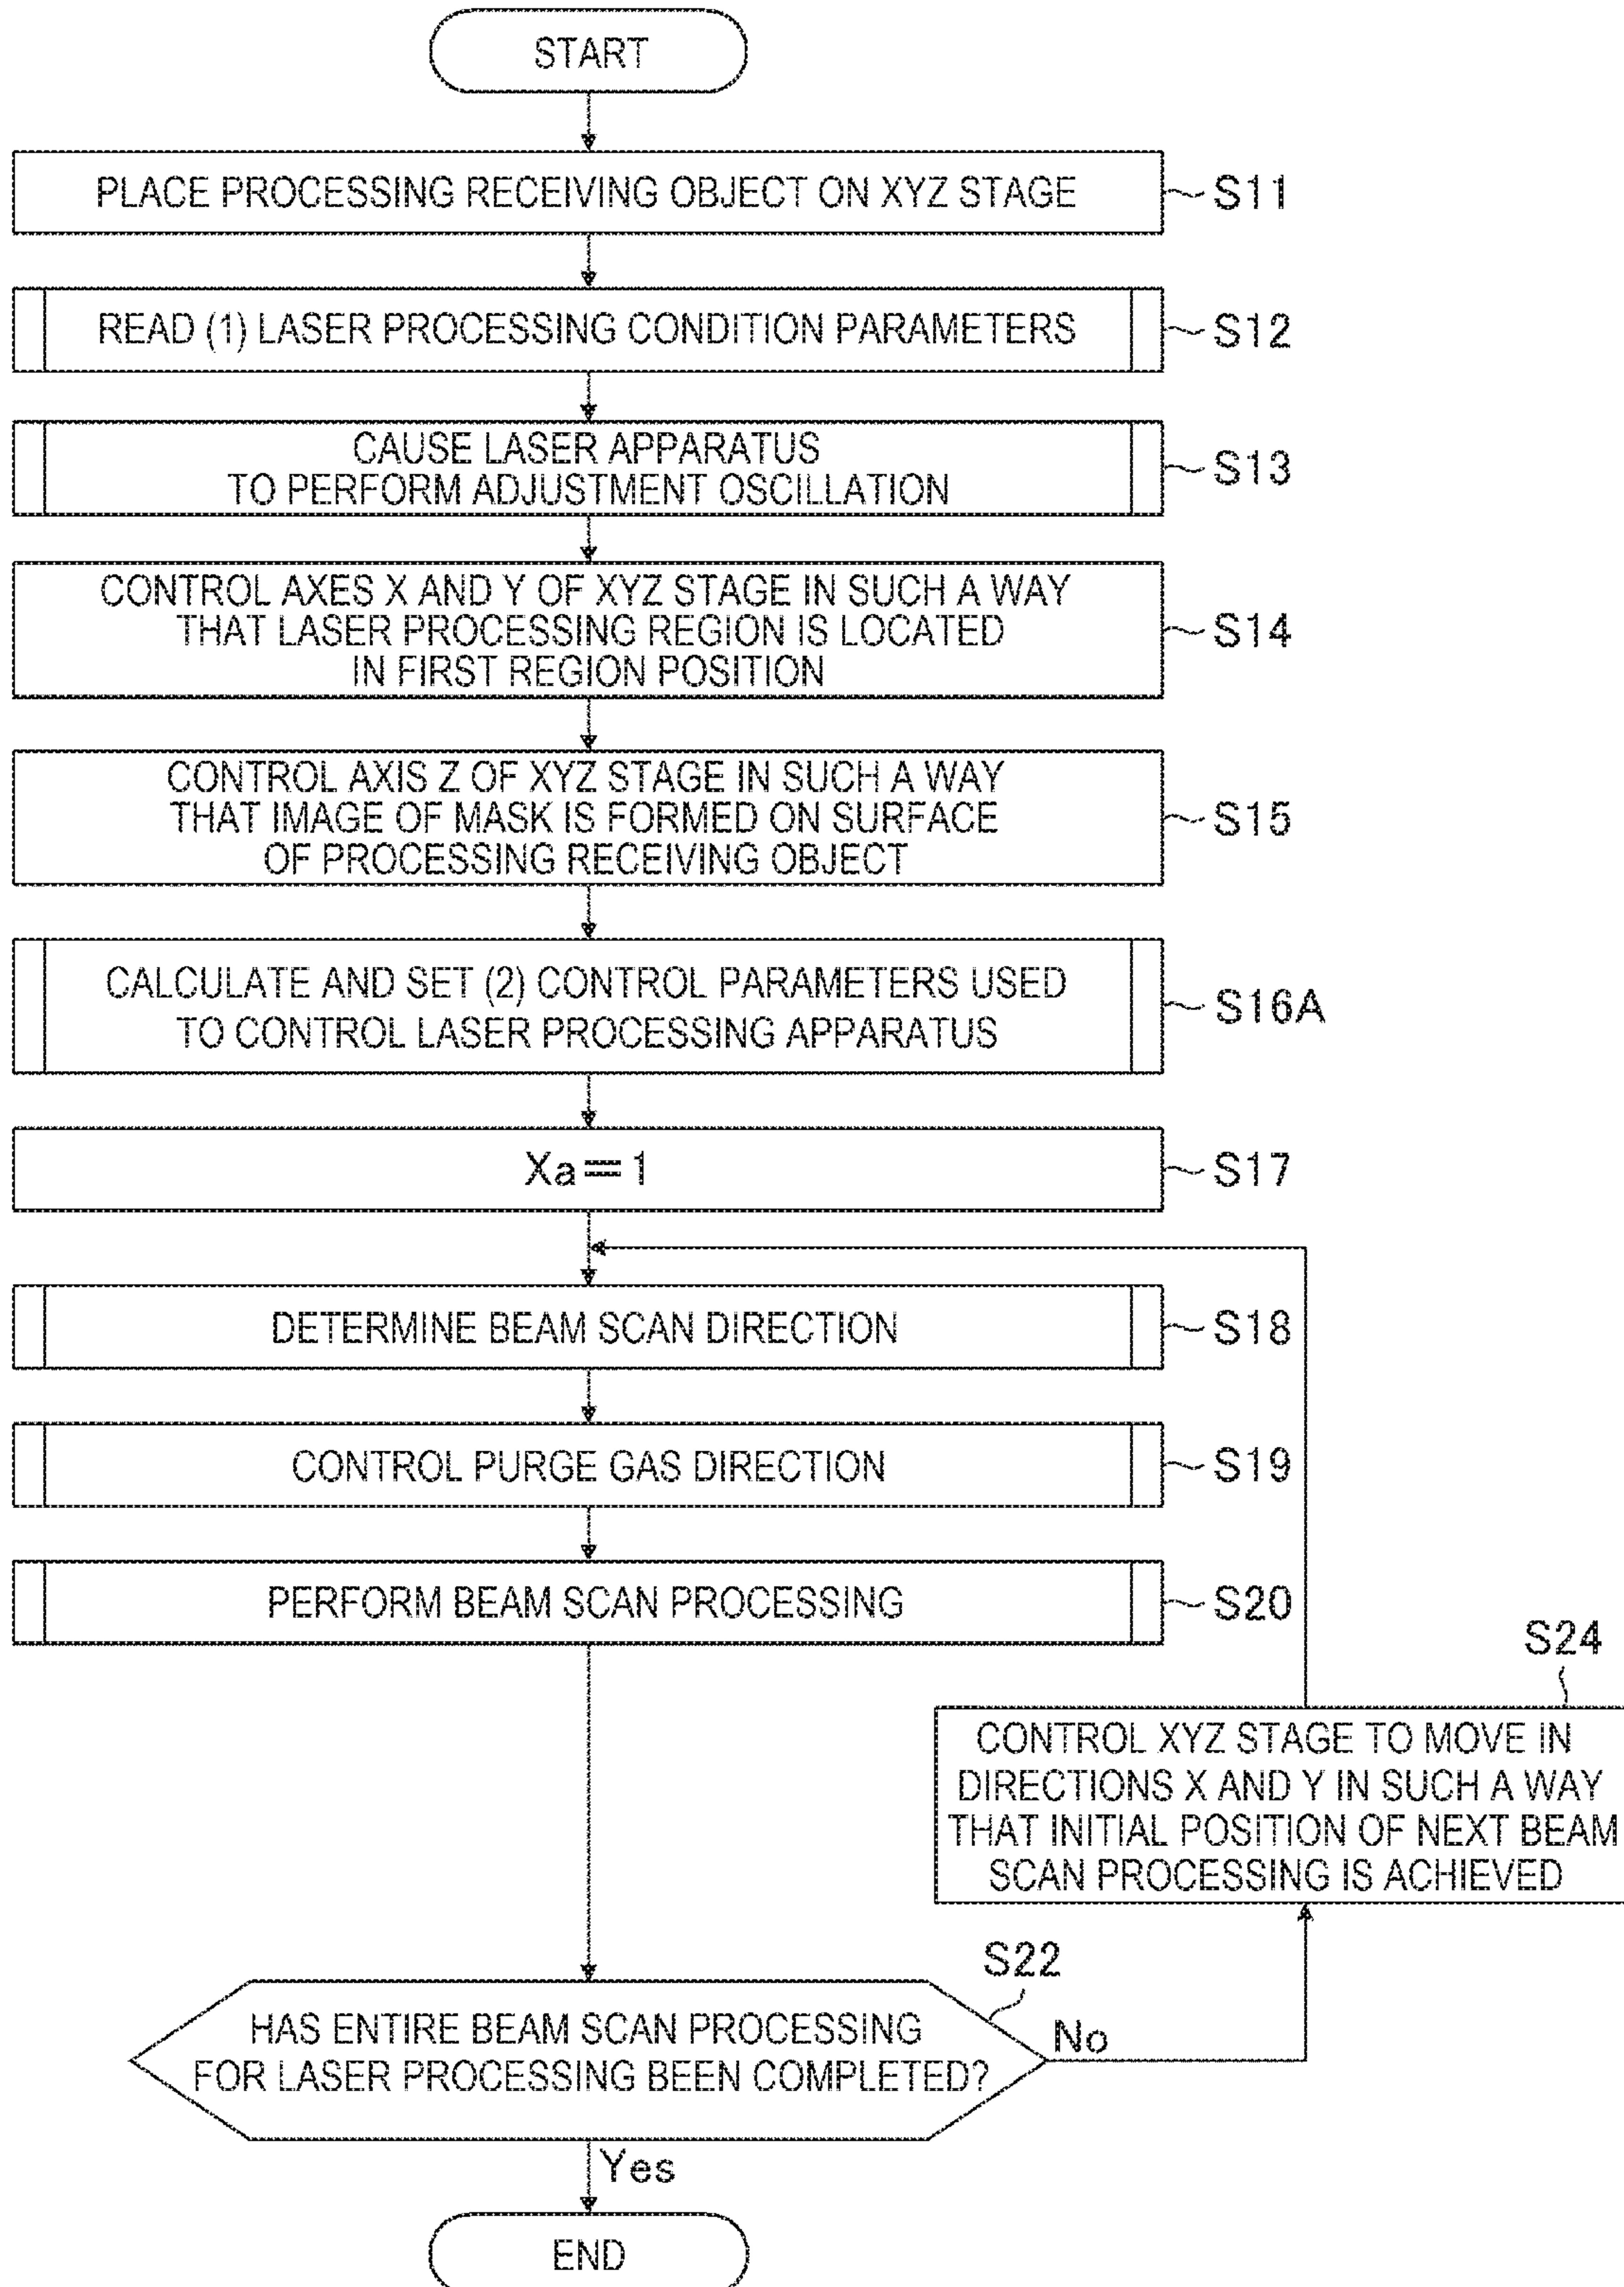 START
PLACE PROCESSING RECEIVING OBJECT ON XYZ STAGE
S11
READ (1) LASER PROCESSING CONDITION PARAMETERS
S12
CAUSE LASER APPARATUS
TO PERFORM ADJUSTMENT OSCILLATION
S13
CONTROL AXES X AND Y OF XYZ STAGE IN SUCH A WAY
THAT LASER PROCESSING REGION IS LOCATED
IN FIRST REGION POSITION
S14
CONTROL AXIS Z OF XYZ STAGE IN SUCH A WAY
THAT IMAGE OF MASK IS FORMED ON SURFACE
OF PROCESSING RECEIVING OBJECT
S15
CALCULATE AND SET (2) CONTROL PARAMETERS USED
TO CONTROL LASER PROCESSING APPARATUS
S16A
Xa=1
S17
DETERMINE BEAM SCAN DIRECTION
S18
CONTROL PURGE GAS DIRECTION
S19
PERFORM BEAM SCAN PROCESSING
S20
S24
CONTROL XYZ STAGE TO MOVE IN
DIRECTIONS X AND Y IN SUCH A WAY
THAT INITIAL POSITION OF NEXT BEAM
SCAN PROCESSING IS ACHIEVED
S22
HAS ENTIRE BEAM SCAN PROCESSING
FOR LASER PROCESSING BEEN COMPLETED?
No
Yes
END